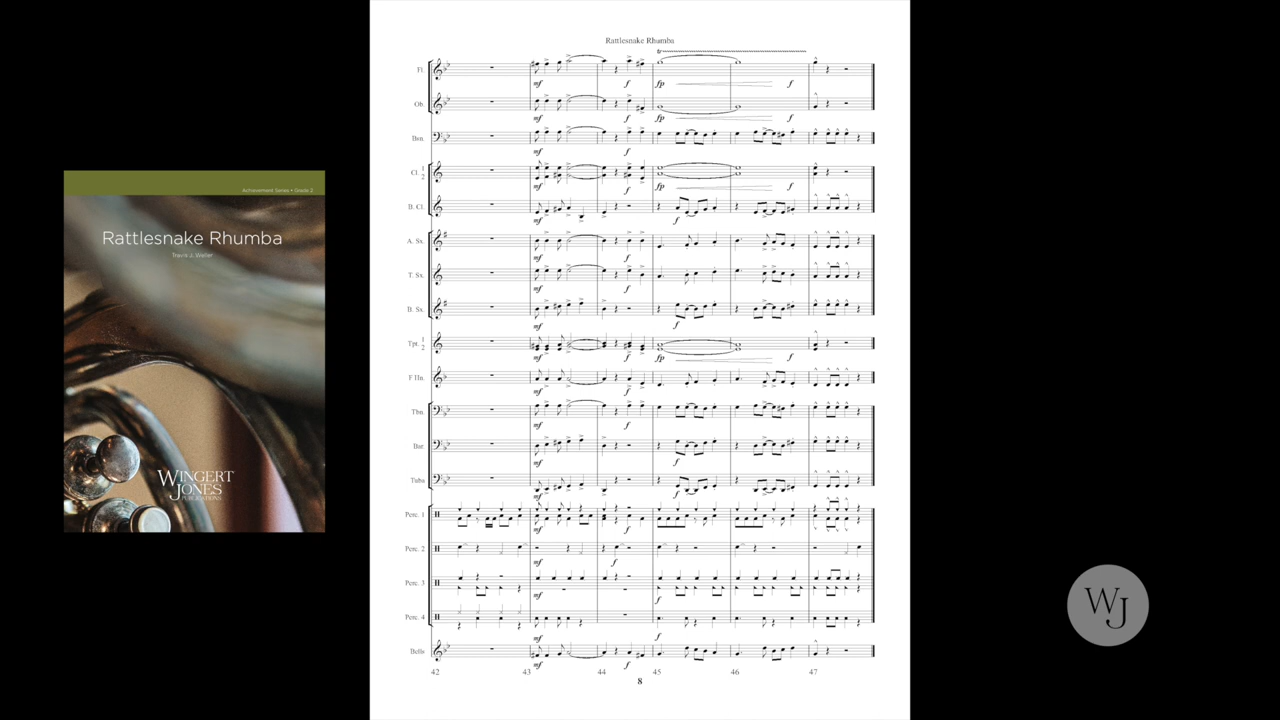 Achievement Series • Grade 2
Rattlesnake Rhumba
Travis J. Weller
WINGERT
JONES
PUBLICATIONS
Rattlesnake Rhumba
Fl.
Ob.
Bsn.
Cl. 1
2
B. Cl.
A. Sx.
T. Sx.
B. Sx.
Tpt. 1
2
F Hn.
Tbn.
Bar.
Tuba
Perc. 1
Perc. 2
Perc. 3
Perc. 4
Bells
42 43 44 45 46 47
8
WJ